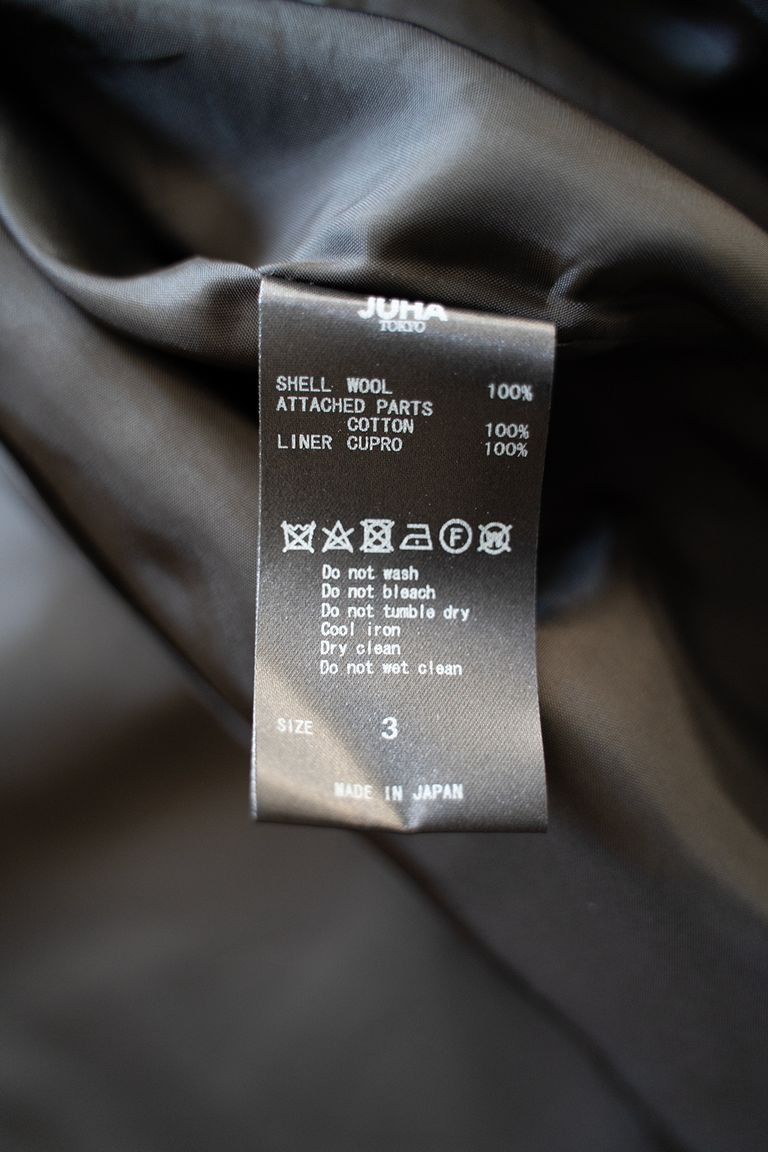 JUHA
TOKYO
SHELL WOOL 100%
ATTACHED PARTS
COTTON 100%
LINER CUPRO 100%
F W
Do not wash
Do not bleach
Do not tumble dry
Cool iron
Dry clean
Do not wet clean
SIZE 3
MADE IN JAPAN